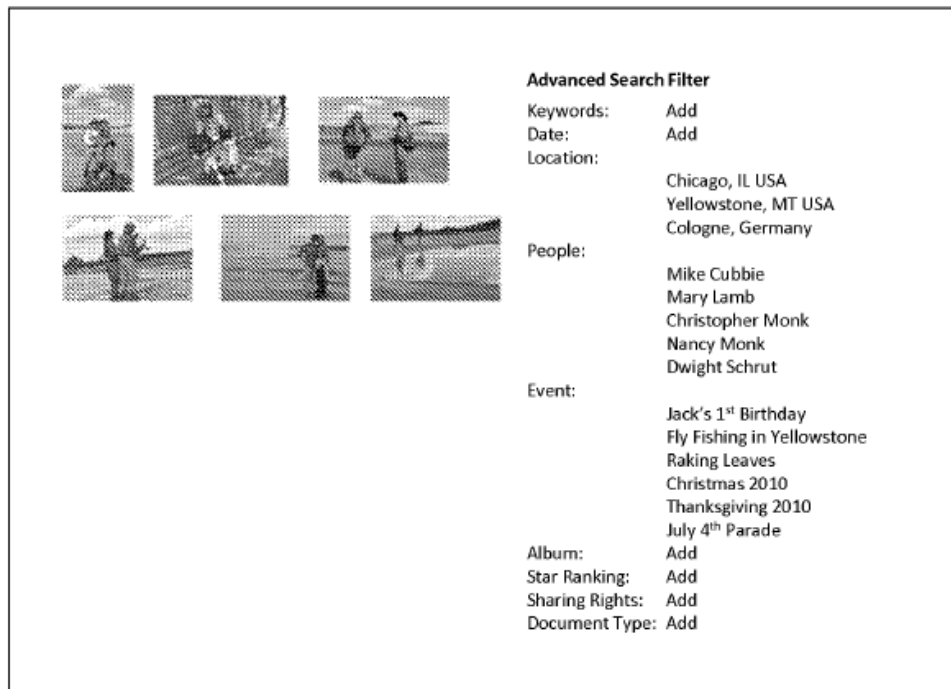 Advanced Search Filter
Keywords: Add
Date: Add
Location:
Chicago, IL USA
Yellowstone, MT USA
Cologne, Germany
People:
Mike Cubbie
Mary Lamb
Christopher Monk
Nancy Monk
Dwight Schrut
Event:
Jack's 1st Birthday
Fly Fishing in Yellowstone
Raking Leaves
Christmas 2010
Thanksgiving 2010
July 4th Parade
Album: Add
Star Ranking: Add
Sharing Rights: Add
Document Type: Add